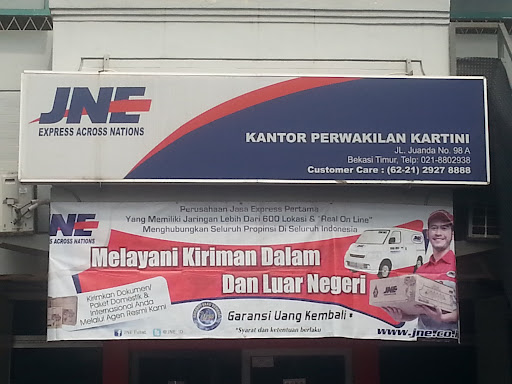 JNE
EXPRESS ACROSS NATIONS
KANTOR PERWAKILAN KARTINI
JL. Juanda No. 98 A
Bekasi Timur, Telp: 021-8802938
Customer Care : (62-21) 2927 8888
NE
S ACROSS NATIONS
Perusahaan Jasa Express Pertama
Yang Memiliki Jaringan Lebih Dari 600 Lokasi & "Real On Line"
Menghubungkan Seluruh Propinsi Di Seluruh Indonesia
Melayani Kiriman Dalam
Dan Luar Negeri
Kirimkan Dokumen/
Paket Domestik &
Internasional Anda
Melalui Agen Resmi Kami
JNE
Garansi Uang Kembali *
*Syarat dan ketentuan berlaku
www.jne.co.